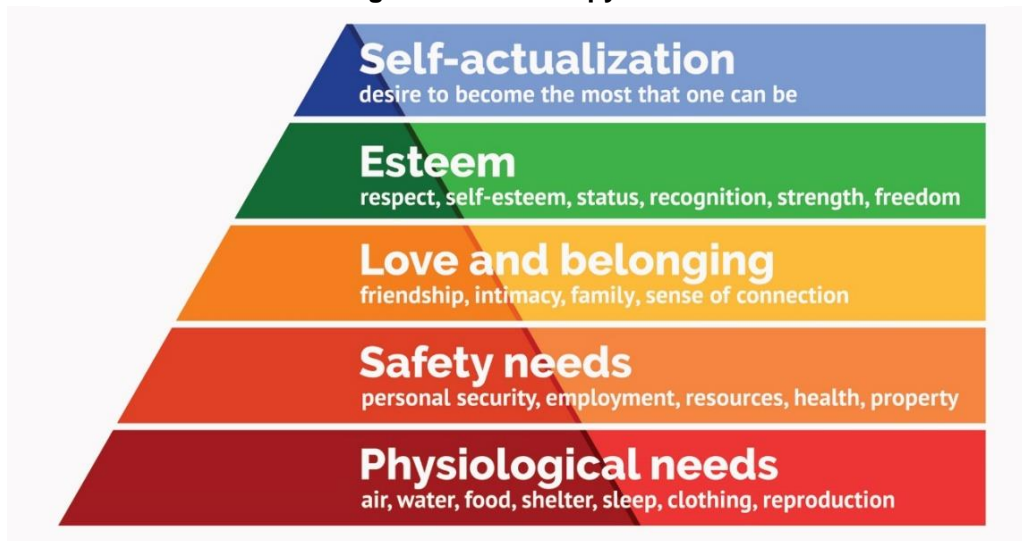 Self-actualization
desire to become the most that one can be
Esteem
respect, self-esteem, status, recognition, strength, freedom
Love and belonging
friendship, intimacy, family, sense of connection
Safety needs
personal security, employment, resources, health, property
Physiological needs
air, water, food, shelter, sleep, clothing, reproduction